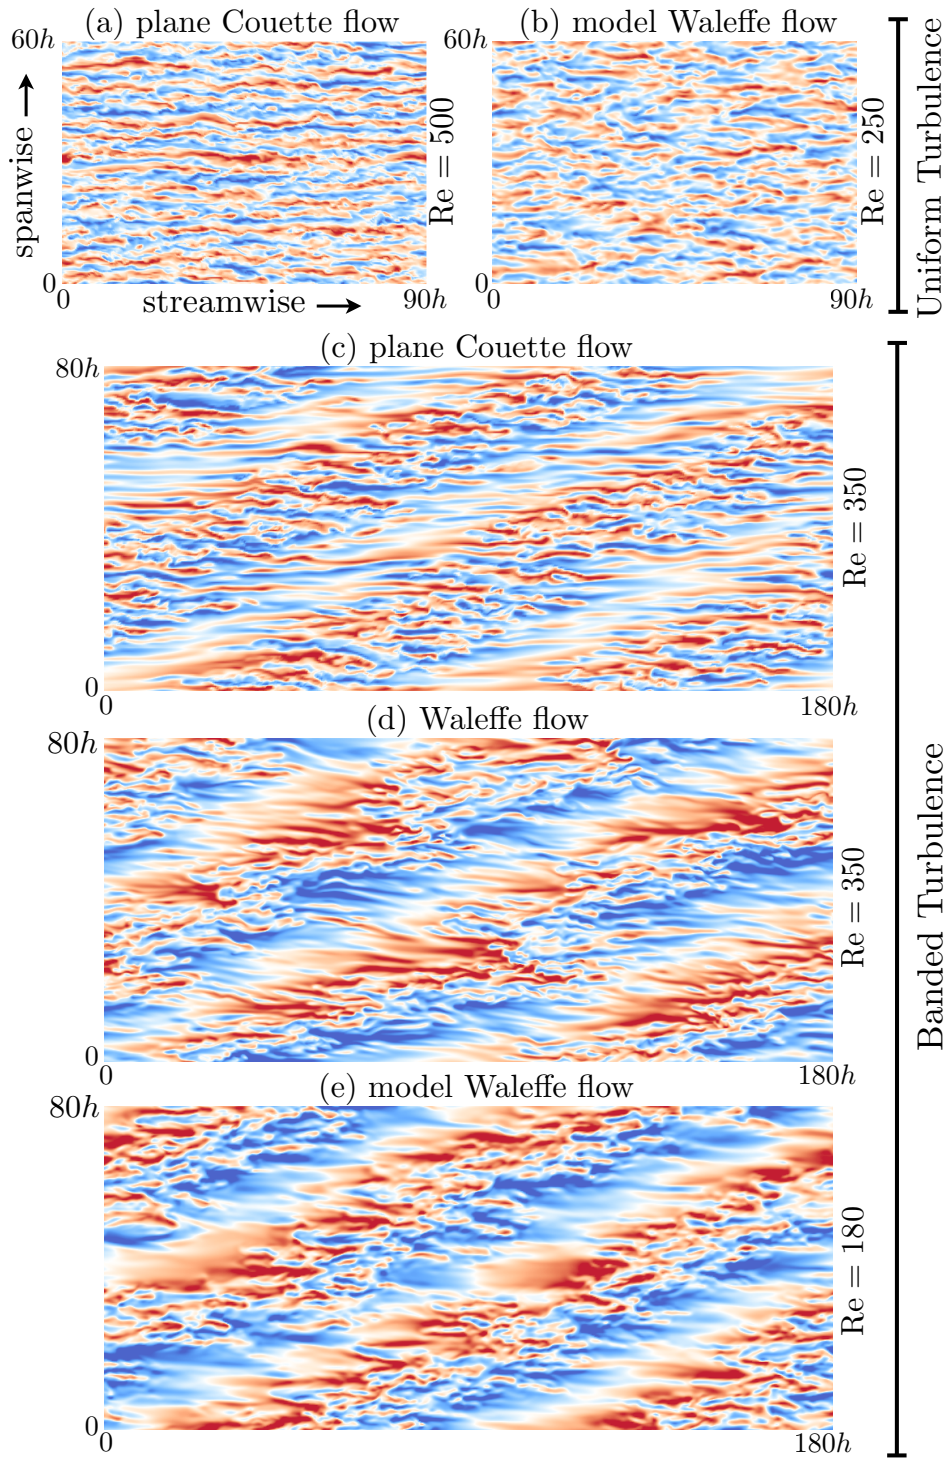 (a) plane Couette flow
(b) model Waleffe flow
60h
60h
spanwise
Re = 500
Re = 250
Uniform Turbulence
0
0
0
streamwise
90h
0
90h
(c) plane Couette flow
80h
Re = 350
0
0
180h
(d) Waleffe flow
80h
Re = 350
Banded Turbulence
0
0
180h
(e) model Waleffe flow
80h
Re = 180
0
0
180h